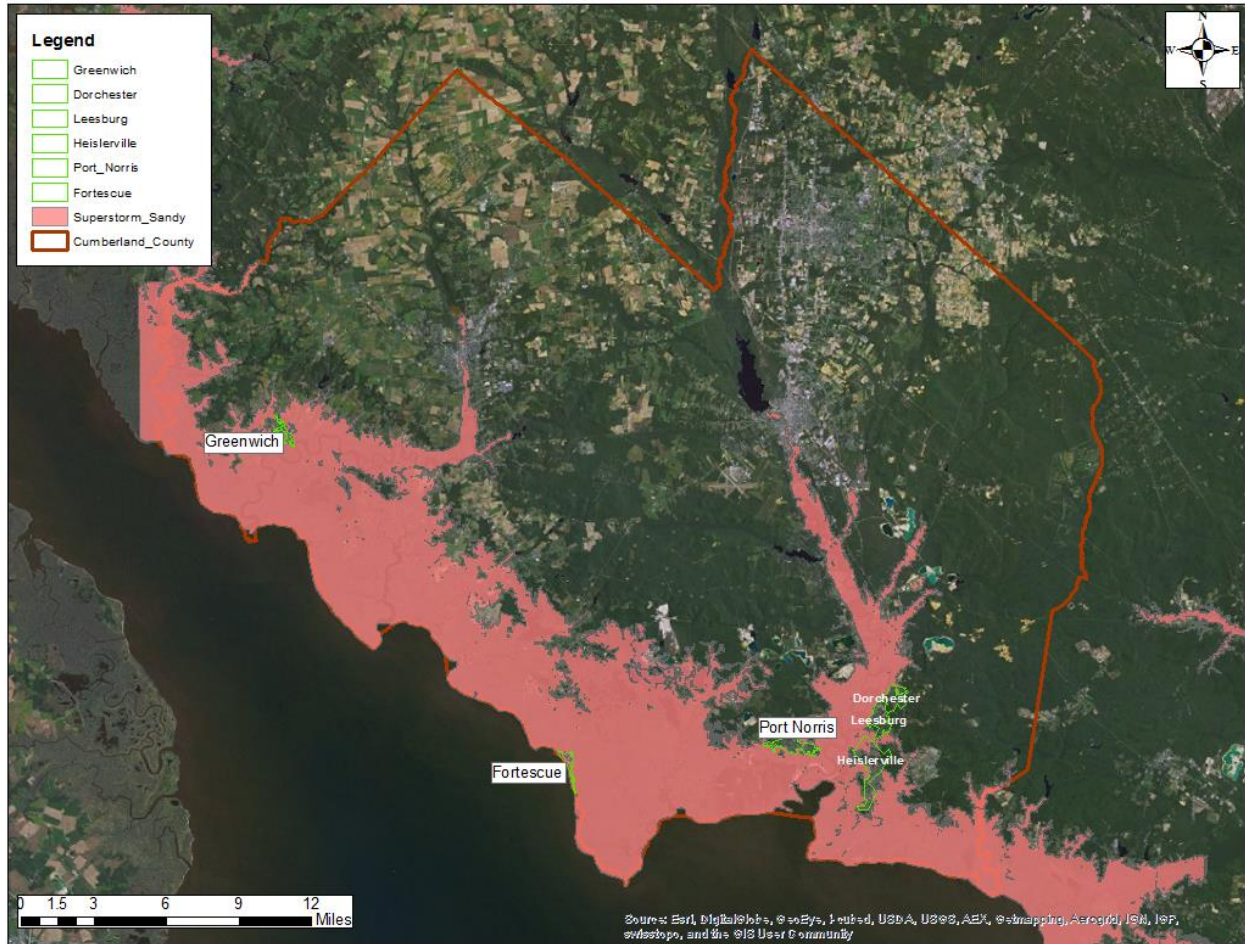 Legend
Greenwich
Dorchester
Leesburg
Heislerville
Port_Norris
Fortescue
Superstorm_Sandy
Cumberland_County
N
W E
S
Greenwich
Dorchester
Leesburg
Port Norris
Heislerville
Fortescue
0 1.5 3 6 9 12
Miles
Source: Esri, DigitalGlobe, GeoEye, i-cubed, USDA, USGS, AEX, Getmapping, Aerogrid, IGN, IGP,
swisstopo, and the GIS User Community